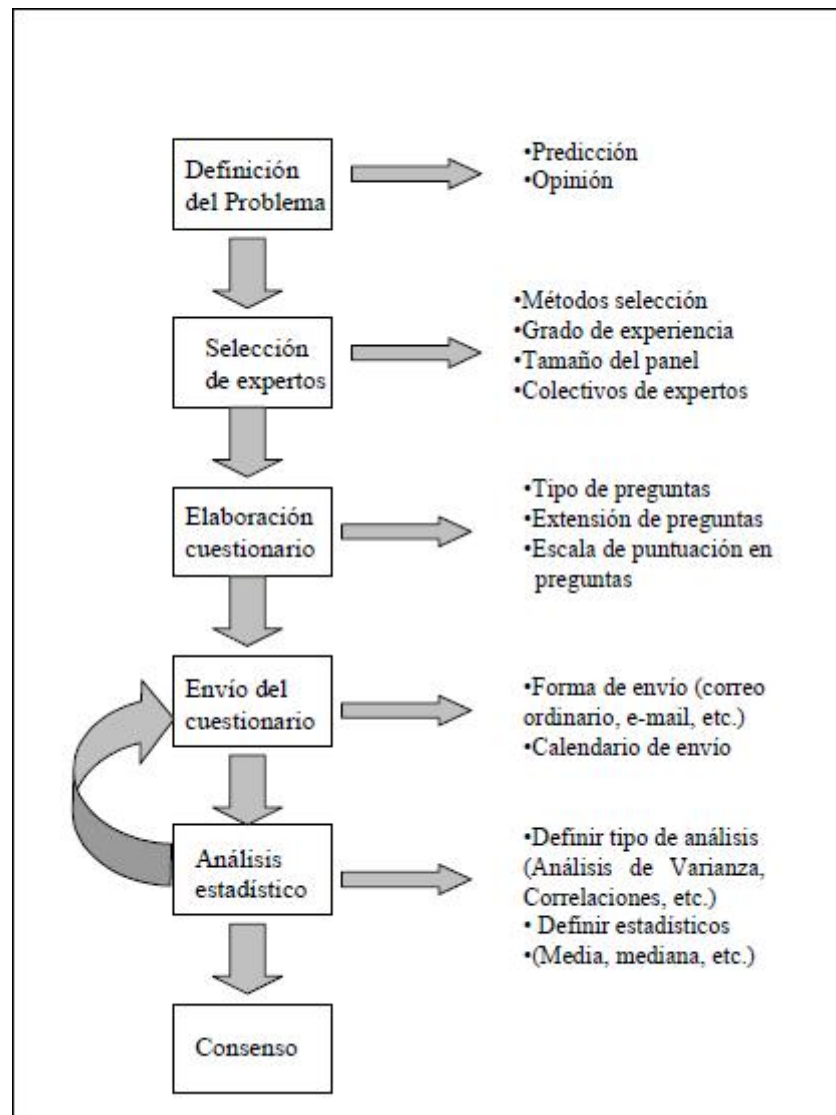 Definición
del Problema
•Predicción
•Opinión
Selección
de expertos
•Métodos selección
•Grado de experiencia
•Tamaño del panel
•Colectivos de expertos
Elaboración
cuestionario
•Tipo de preguntas
•Extensión de preguntas
•Escala de puntuación en
preguntas
Envío del
cuestionario
•Forma de envío (correo
ordinario, e-mail, etc.)
•Calendario de envío
Análisis
estadístico
•Definir tipo de análisis
(Análisis de Varianza,
Correlaciones, etc.)
• Definir estadísticos
•(Media, mediana, etc.)
Consenso